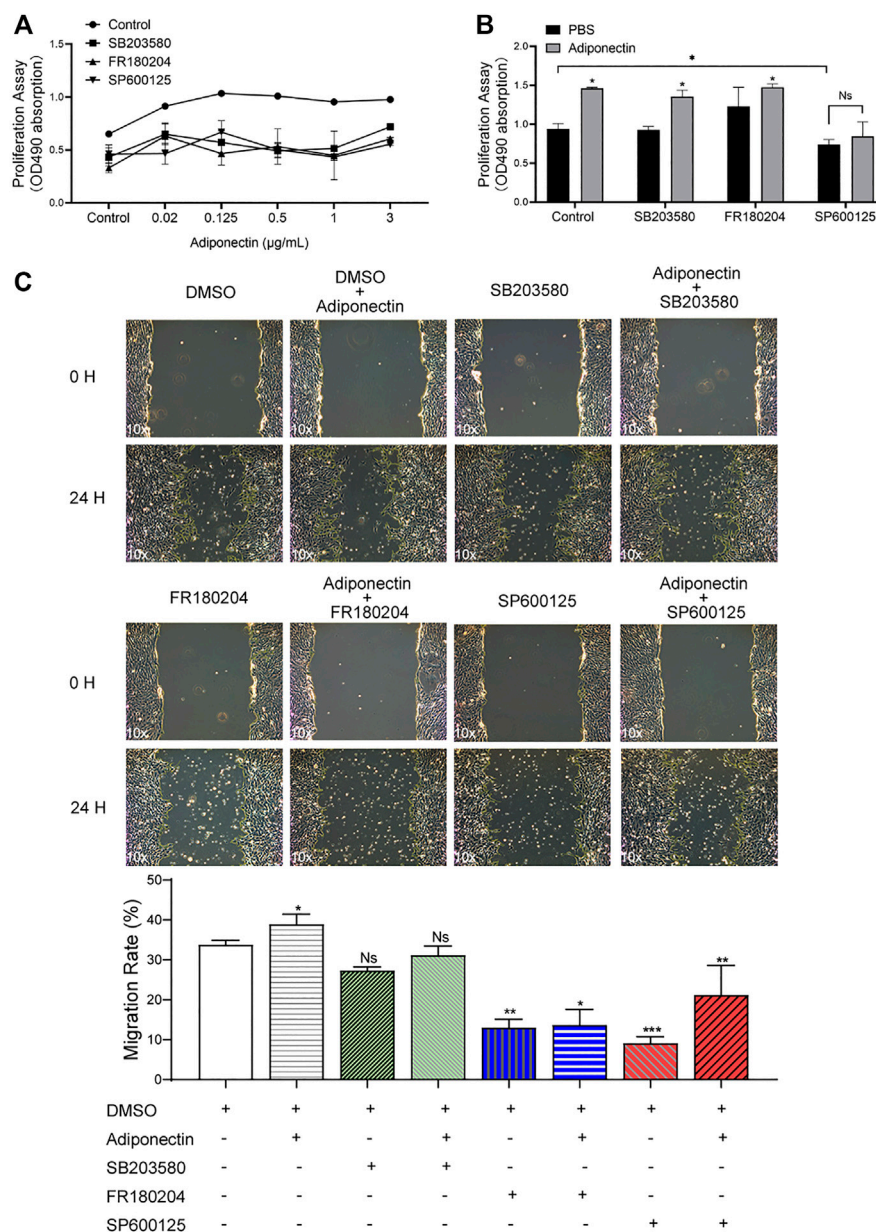 A
Control
SB203580
FR180204
SP600125
Proliferation Assay
(OD490 absorption)
1.5
1.0
0.5
0.0
Control 0.02 0.125 0.5 1 3
Adiponectin (μg/mL)
B
PBS
Adiponectin
Proliferation Assay
(OD490 absorption)
2.0
1.5
1.0
0.5
0.0
*
* * * Ns
Control SB203580 FR180204 SP600125
C
DMSO
DMSO
+
Adiponectin
SB203580
Adiponectin
+
SB203580
0 H
10x 10x 10x 10x
24 H
10x 10x 10x 10x
FR180204
Adiponectin
+
FR180204
SP600125
Adiponectin
+
SP600125
0 H
10x 10x 10x 10x
24 H
10x 10x 10x 10x
Migration Rate (%)
50
40
30
20
10
0
* Ns Ns ** * *** **
DMSO + + + + + + + +
Adiponectin - + - + - + - +
SB203580 - - + + - - - -
FR180204 - - - - + + - -
SP600125 - - - - - - + +